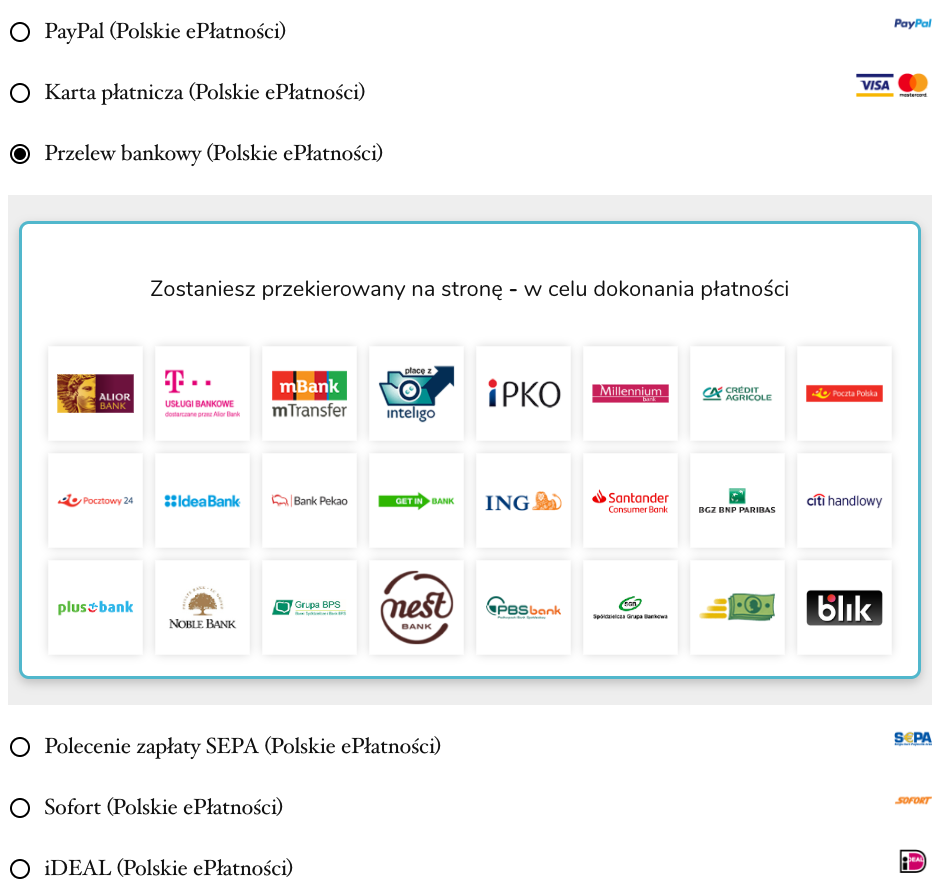 PayPal (Polskie ePłatności)
PayPal
Karta płatnicza (Polskie ePłatności)
VISA
mastercard
Przelew bankowy (Polskie ePłatności)
Zostaniesz przekierowany na stronę - w celu dokonania płatności
ALIOR
BANK
T
USŁUGI BANKOWE
dostarczane przez Alior Bank
mBank
mTransfer
płacę z
inteligo
iPKO
Millennium
bank
CRÉDIT
AGRICOLE
Poczta Polska
Pocztowy 24
IdeaBank
Bank Pekao
GET IN BANK
ING
Santander
Consumer Bank
BGŻ BNP PARIBAS
citi handlowy
plus bank
NOBLE BANK
Grupa BPS
nest
BANK
PBSbank
SGB
Spółdzielcza Grupa Bankowa
blik
Polecenie zapłaty SEPA (Polskie ePłatności)
SEPA
Sofort (Polskie ePłatności)
SOFORT
iDEAL (Polskie ePłatności)
iDEAL